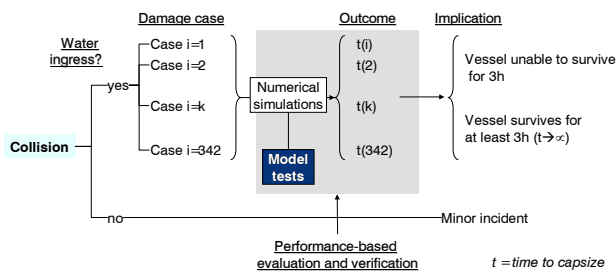 Damage case
Outcome
Implication
Water
ingress?
yes
Case i=1
Case i=2
Case i=k
Case i=342
Numerical
simulations
Model
tests
t(i)
t(2)
t(k)
t(342)
Vessel unable to survive
for 3h
Vessel survives for
at least 3h (t→∝)
Collision
no
Minor incident
Performance-based
evaluation and verification
t =time to capsize